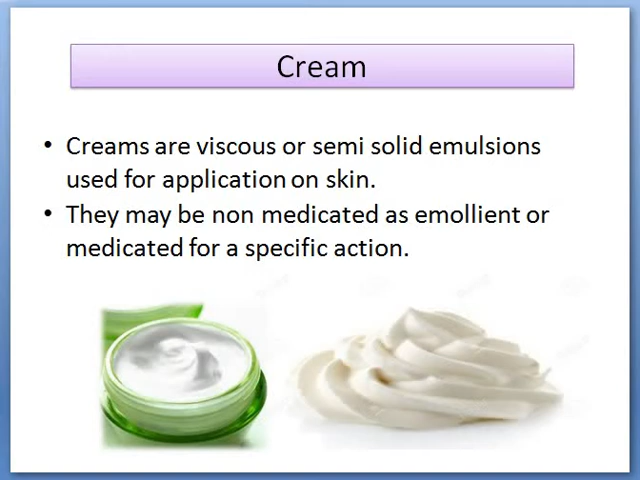 Cream
• Creams are viscous or semi solid emulsions
used for application on skin.
• They may be non medicated as emollient or
medicated for a specific action.